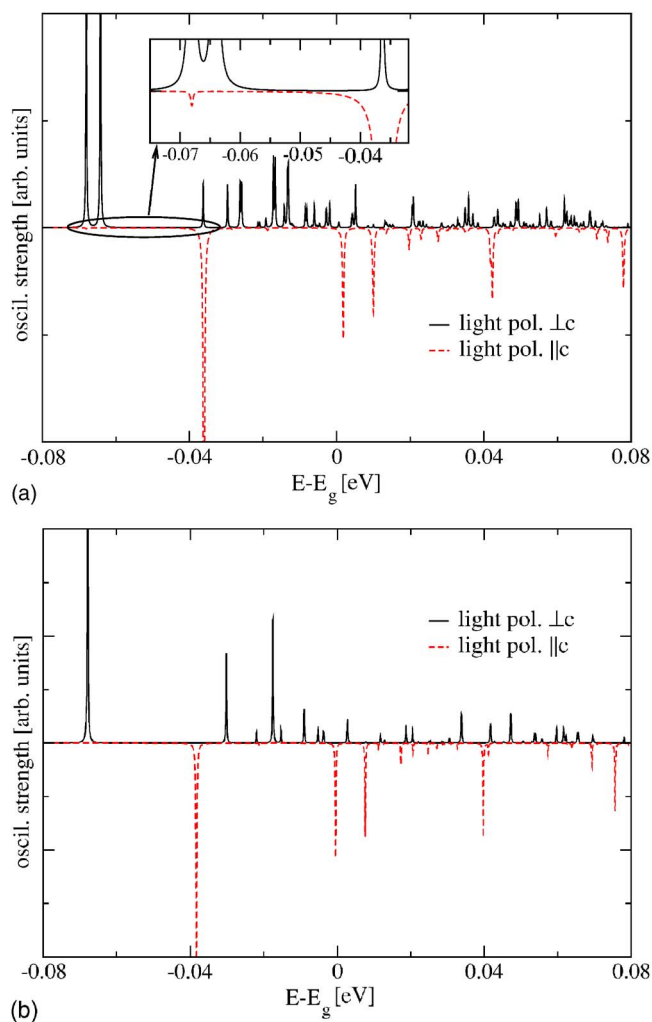 -0.07 -0.06 -0.05 -0.04
oscil. strength [arb. units]
light pol. ⊥c
light pol. ||c
-0.08 -0.04 0 0.04 0.08
E-Eg [eV]
(a)
oscil. strength [arb. units]
light pol. ⊥c
light pol. ||c
-0.08 -0.04 0 0.04 0.08
E-Eg [eV]
(b)